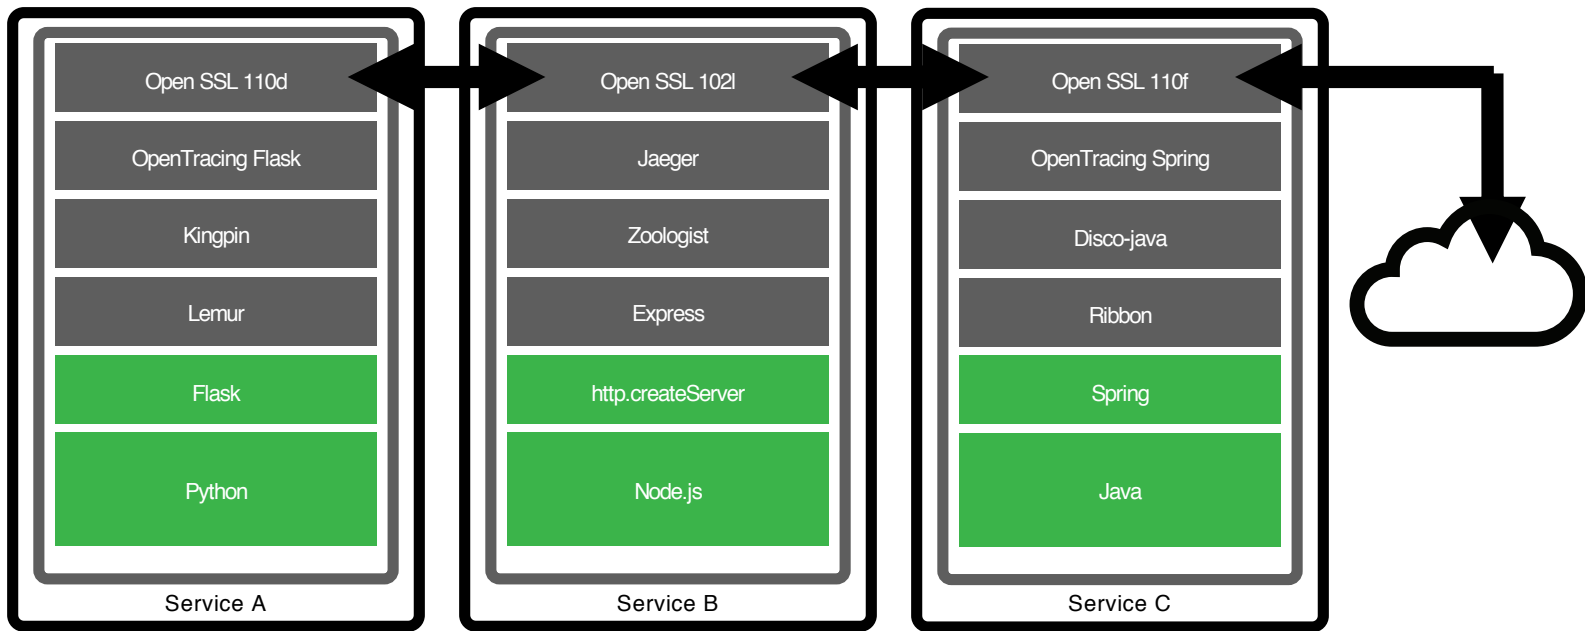 Open SSL 110d
OpenTracing Flask
Kingpin
Lemur
Flask
Python
Service A
Open SSL 102l
Jaeger
Zoologist
Express
http.createServer
Node.js
Service B
Open SSL 110f
OpenTracing Spring
Disco-java
Ribbon
Spring
Java
Service C